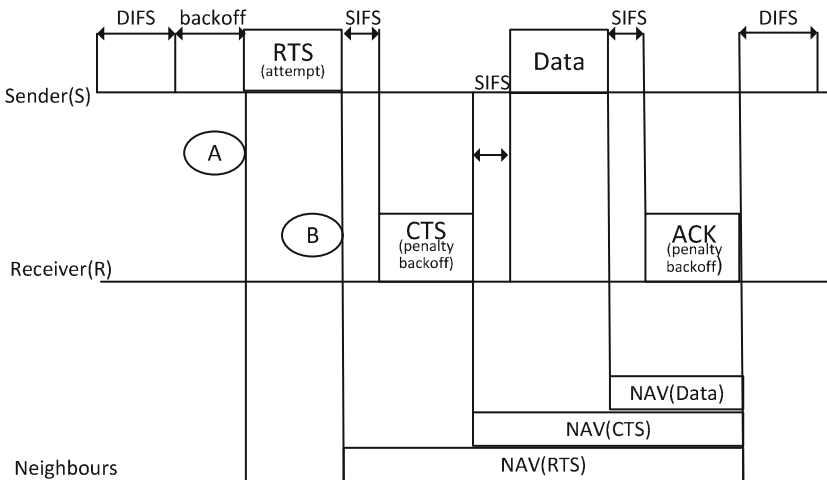 DIFS
backoff
SIFS
SIFS
DIFS
RTS
(attempt)
Data
SIFS
Sender(S)
A
B
CTS
(penalty
backoff)
ACK
(penalty
backoff)
Receiver(R)
NAV(Data)
NAV(CTS)
NAV(RTS)
Neighbours